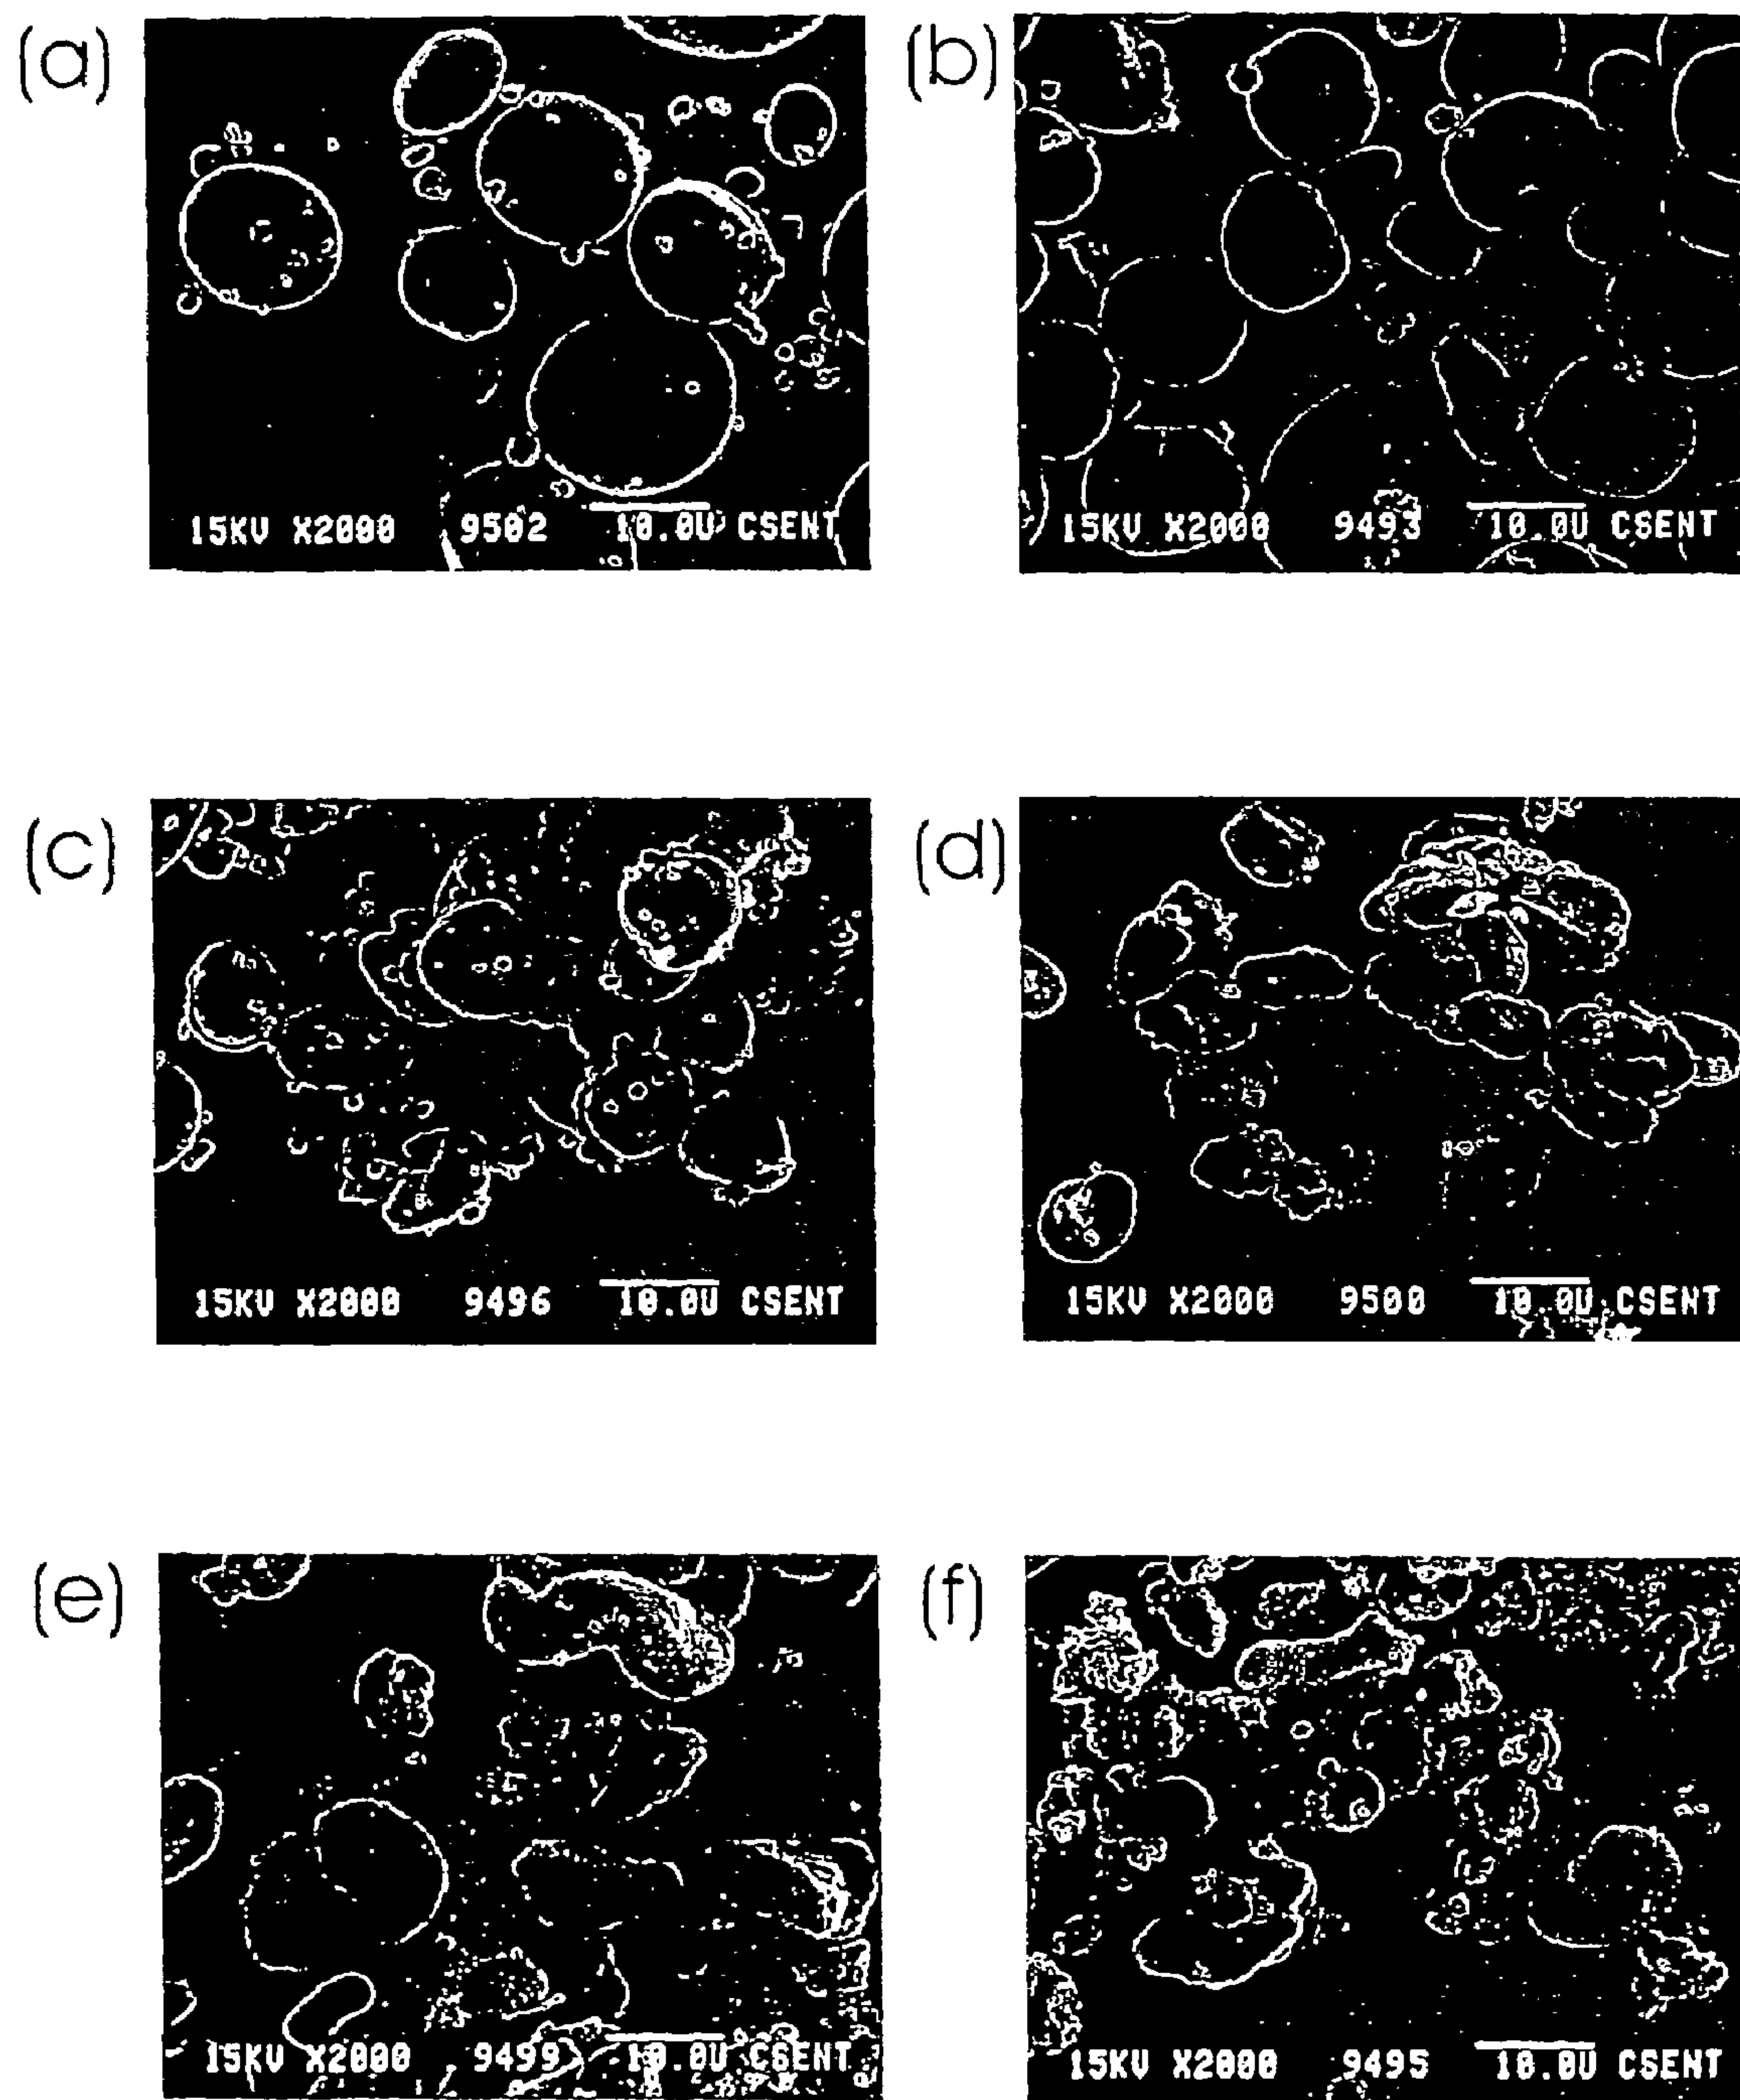 (a)
15KV X2000 9502 10.0U CSENT
(b)
15KV X2000 9493 10.0U CSENT
(c)
15KV X2000 9496 10.0U CSENT
(d)
15KV X2000 9500 10.0U CSENT
(e)
15KV X2000 9499 10.0U CSENT
(f)
15KV X2000 9495 10.0U CSENT